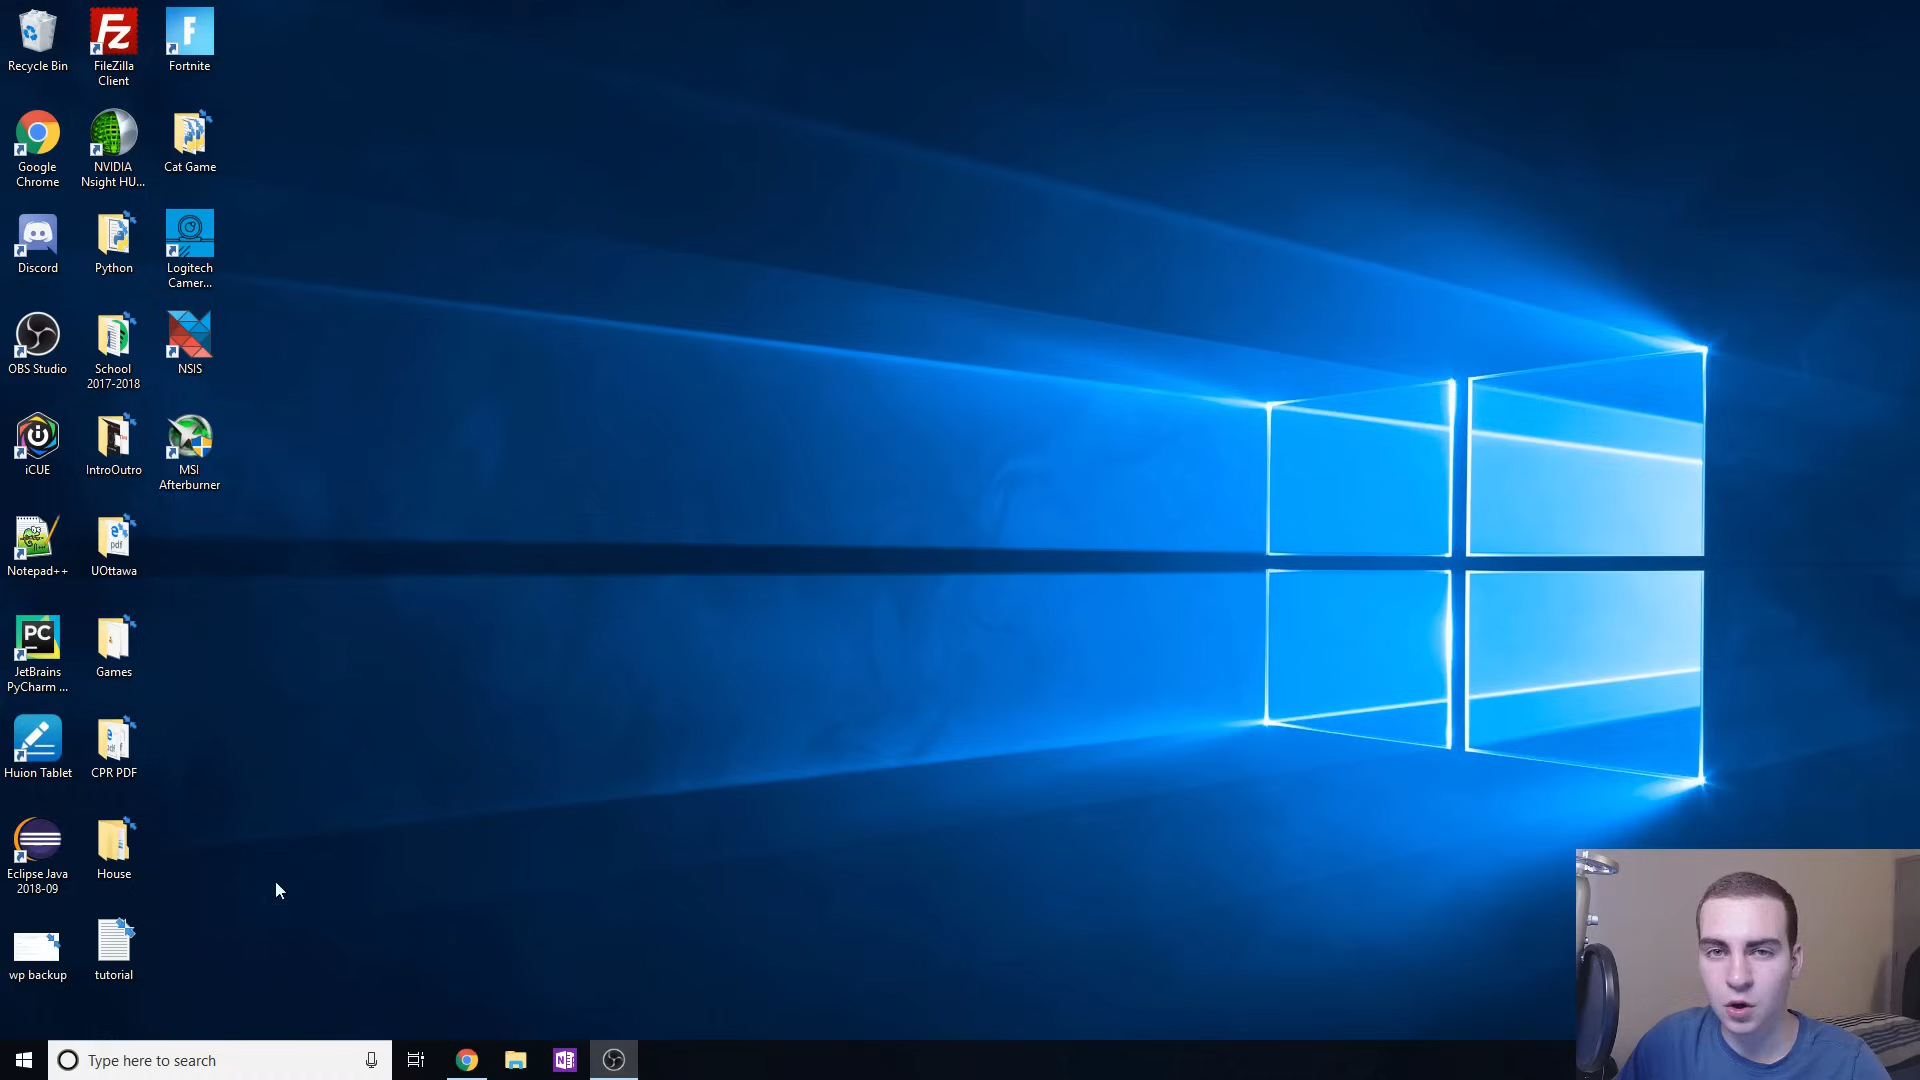 Recycle Bin
FileZilla
Client
Fortnite
Google
Chrome
NVIDIA
Nsight HU...
Cat Game
Discord
Python
Logitech
Camer...
OBS Studio
School
2017-2018
NSIS
iCUE
IntroOutro
MSI
Afterburner
Notepad++
UOttawa
JetBrains
PyCharm ...
Games
Huion Tablet
CPR PDF
Eclipse Java
2018-09
House
wp backup
tutorial
Fz
F
PC
pdf
Type here to search
N